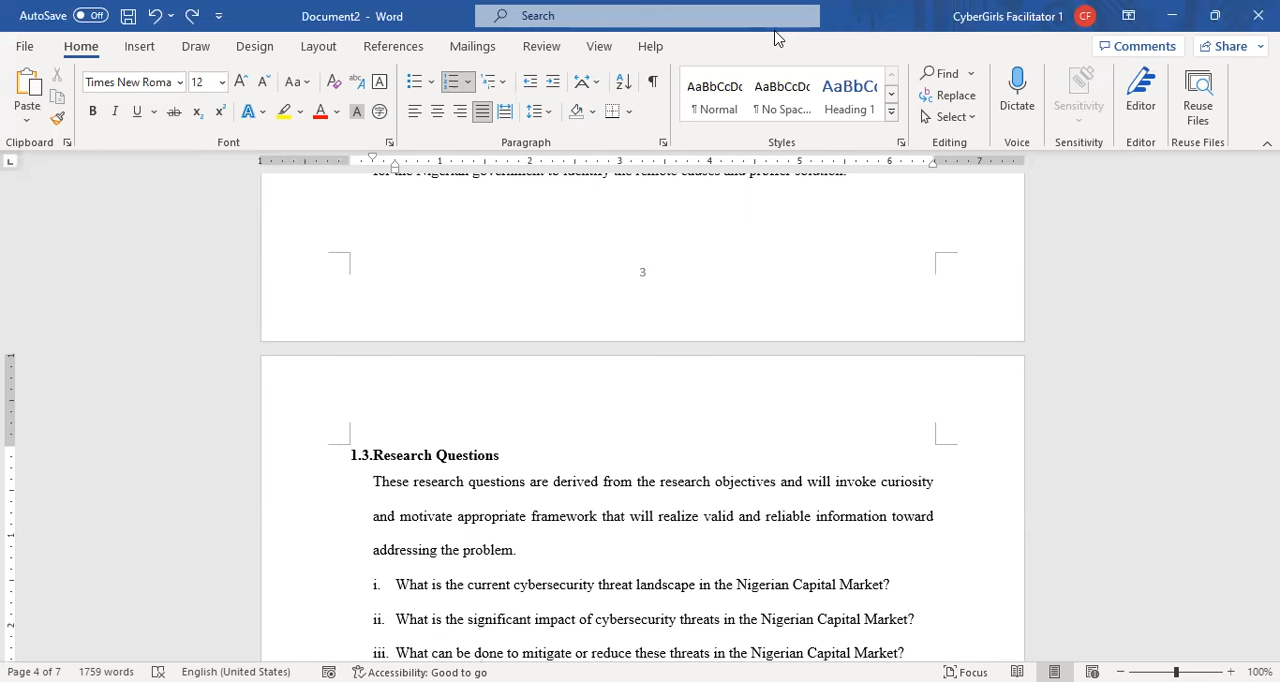 AutoSave Off Document2 - Word Search CyberGirls Facilitator 1 CF
File Home Insert Draw Design Layout References Mailings Review View Help Comments Share
Paste Times New Roma 12 Aa AaBbCcDc AaBbCcDc AaBbCc Find Dictate Sensitivity Editor Reuse Files
B I U ab x₂ x² A A A ¶ Normal ¶ No Spac... Heading 1 Replace
Select
Clipboard Font Paragraph Styles Editing Voice Sensitivity Editor Reuse Files
for the Nigerian government to identify the remote causes and proffer solution.
3
1.3.Research Questions
These research questions are derived from the research objectives and will invoke curiosity
and motivate appropriate framework that will realize valid and reliable information toward
addressing the problem.
i. What is the current cybersecurity threat landscape in the Nigerian Capital Market?
ii. What is the significant impact of cybersecurity threats in the Nigerian Capital Market?
iii. What can be done to mitigate or reduce these threats in the Nigerian Capital Market?
Page 4 of 7 1759 words English (United States) Accessibility: Good to go Focus 100%